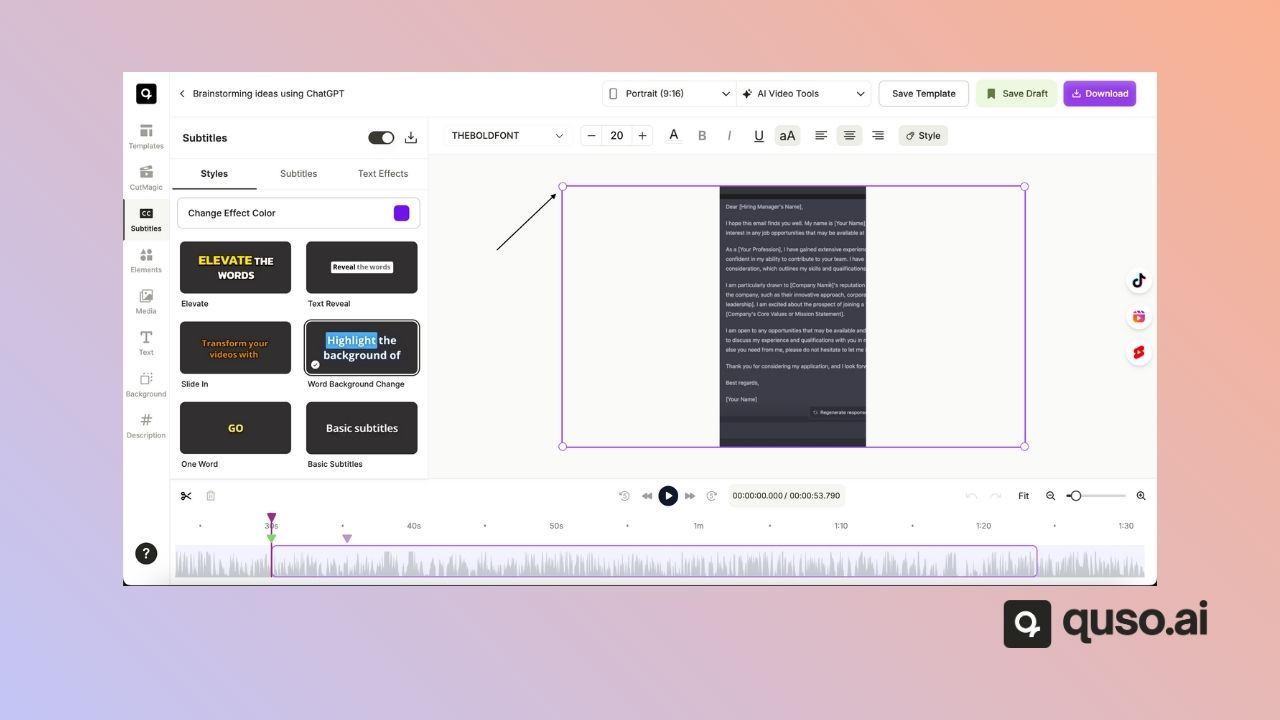 Brainstorming ideas using ChatGPT
Portrait (9:16)
AI Video Tools
Save Template
Save Draft
Download
Templates
CutMagic
CC
Subtitles
Elements
Media
Text
Background
Description
Subtitles
Styles
Subtitles
Text Effects
Change Effect Color
ELEVATE THE
WORDS
Elevate
Reveal the words
Text Reveal
Transform your
videos with
Slide In
Highlight the
background of
Word Background Change
GO
One Word
Basic subtitles
Basic Subtitles
THEBOLDFONT
20
A
B
I
U
aA
Style
Dear [Hiring Manager's Name],
I hope this email finds you well. My name is [Your Name]
interest in any job opportunities that may be available at
As a [Your Profession], I have gained extensive experien
confident in my ability to contribute to your team. I have
consideration, which outlines my skills and qualifications
I am particularly drawn to [Company Name]'s reputation
the company, such as their innovative approach, corpora
leadership]. I am excited about the prospect of joining a
[Company's Core Values or Mission Statement].
I am open to any opportunities that may be available and
to discuss my experience and qualifications with you in
else you need from me, please do not hesitate to let me
Thank you for considering my application, and I look forw
Best regards,
[Your Name]
Regenerate response
00:00:00.000 / 00:00:53.790
Fit
30s
40s
50s
1m
1:10
1:20
1:30
?
quso.ai